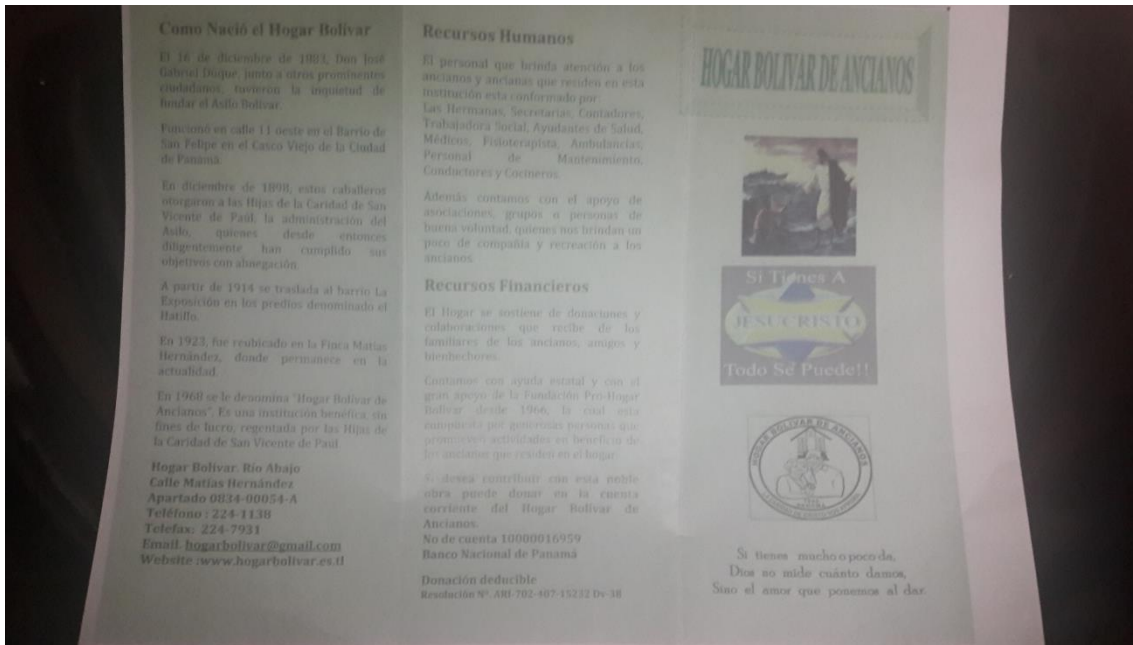 Como Nació el Hogar Bolívar
El 16 de diciembre de 1883, Don José
Gabriel Duque, junto a otros prominentes
ciudadanos, tuvieron la inquietud de
fundar el Asilo Bolívar.
Funcionó en calle 11 oeste en el Barrio de
San Felipe en el Casco Viejo de la Ciudad
de Panamá.
En diciembre de 1898, estos caballeros
otorgaron a las Hijas de la Caridad de San
Vicente de Paúl, la administración del
Asilo, quienes desde entonces
diligentemente han cumplido sus
objetivos con abnegación.
A partir de 1914 se traslada al barrio La
Exposición en los predios denominado el
Hatillo.
En 1923, fue reubicado en la Finca Matías
Hernández, donde permanece en la
actualidad.
En 1968 se le denomina "Hogar Bolívar de
Ancianos". Es una institución benéfica, sin
fines de lucro, regentada por las Hijas de
la Caridad de San Vicente de Paúl
Hogar Bolívar. Río Abajo
Calle Matías Hernández
Apartado 0834-00054-A
Teléfono : 224-1138
Telefax: 224-7931
Email. hogarbolivar@gmail.com
Website :www.hogarbolivar.es.tl
Recursos Humanos
El personal que brinda atención a los
ancianos y ancianas que residen en esta
institución esta conformado por:
Las Hermanas, Secretarias, Contadores,
Trabajadora Social, Ayudantes de Salud,
Médicos, Fisioterapista, Ambulancias,
Personal de Mantenimiento,
Conductores y Cocineros.
Además contamos con el apoyo de
asociaciones, grupos o personas de
buena voluntad, quienes nos brindan un
poco de compañía y recreación a los
ancianos.
Recursos Financieros
El Hogar se sostiene de donaciones y
colaboraciones que recibe de los
familiares de los ancianos, amigos y
bienhechores.
Contamos con ayuda estatal y con el
gran apoyo de la Fundación Pro-Hogar
Bolívar desde 1966, la cual esta
compuesta por generosas personas que
promueven actividades en beneficio de
los ancianos que residen en el hogar.
Si desea contribuir con esta noble
obra puede donar en la cuenta
corriente del Hogar Bolívar de
Ancianos.
No de cuenta 10000016959
Banco Nacional de Panamá
Donación deducible
Resolución Nº. ARI-702-407-15232 Dv-38
HOGAR BOLIVAR DE ANCIANOS
Si Tienes A
JESUCRISTO
Todo Se Puede!!
HOGAR BOLIVAR DE ANCIANOS
Si tienes mucho o poco da,
Dios no mide cuánto damos,
Sino el amor que ponemos al dar.